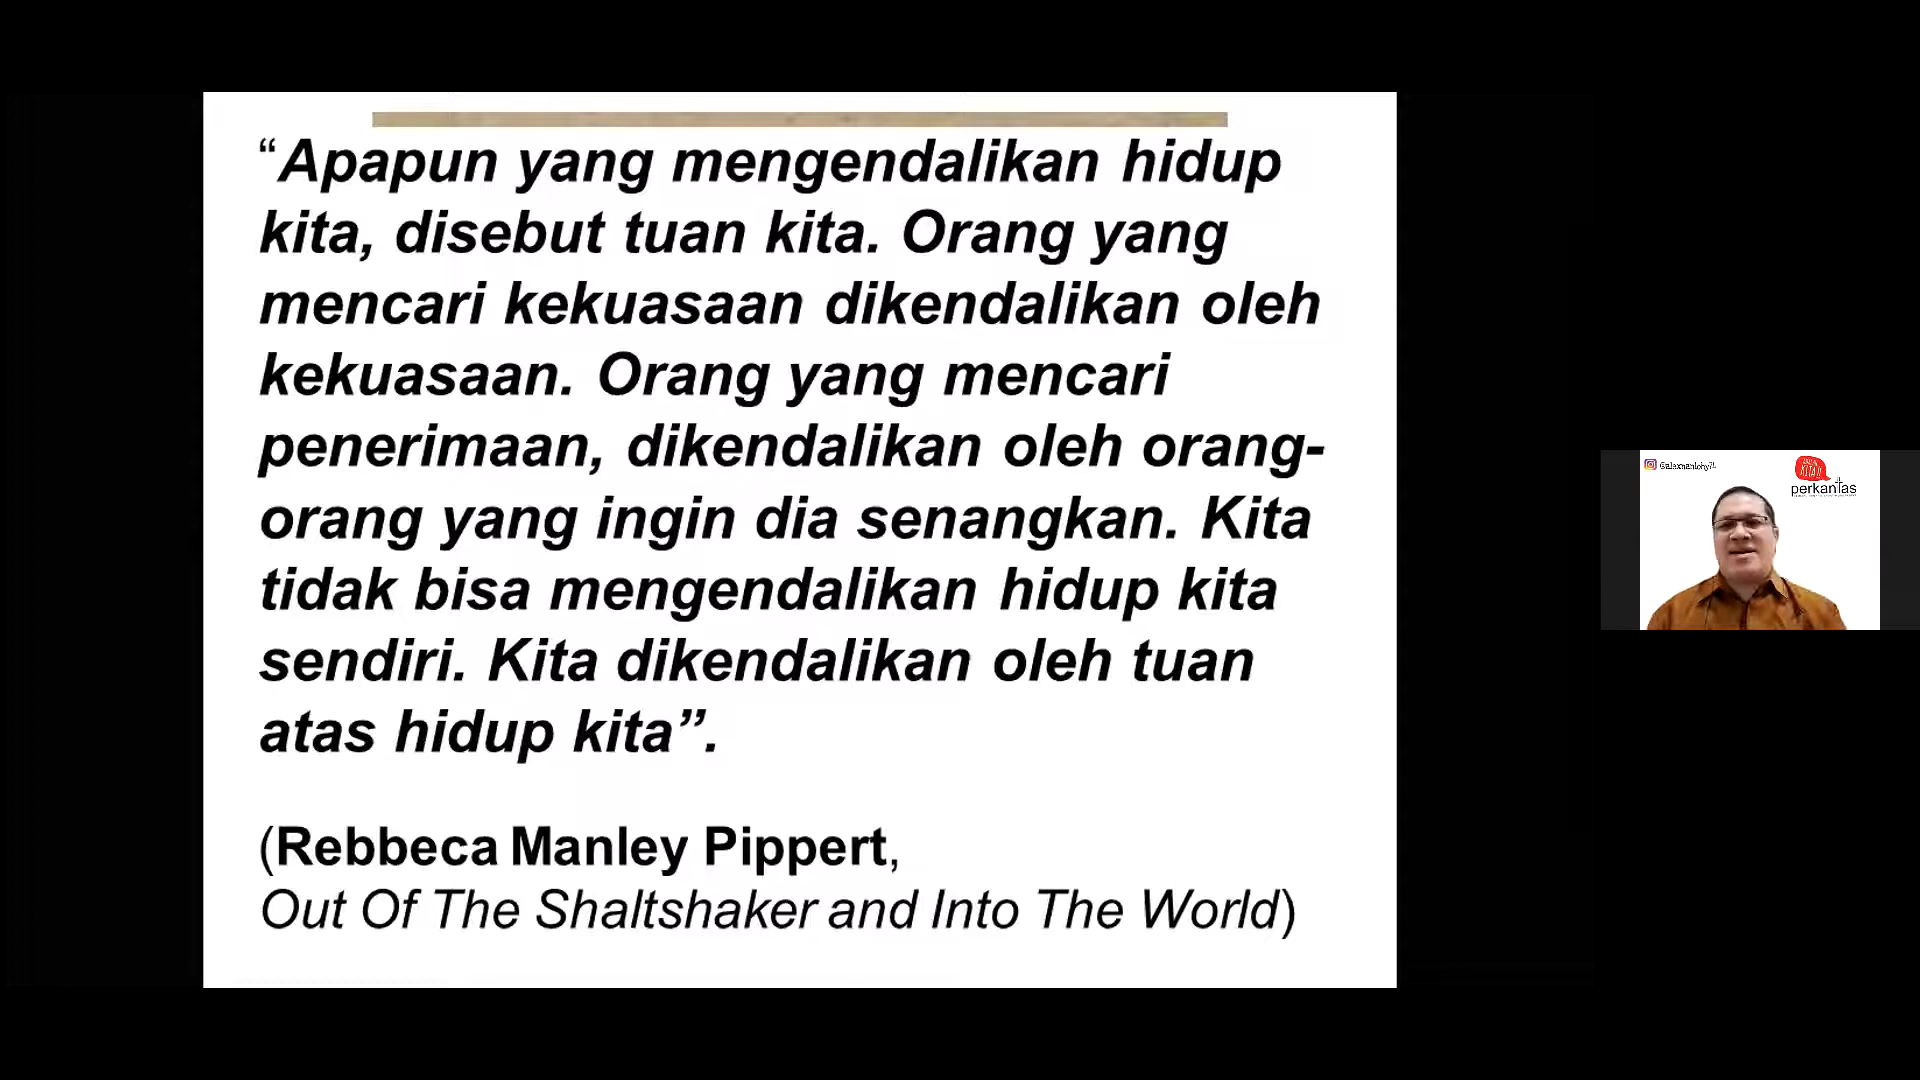 “Apapun yang mengendalikan hidup
kita, disebut tuan kita. Orang yang
mencari kekuasaan dikendalikan oleh
kekuasaan. Orang yang mencari
penerimaan, dikendalikan oleh orang-
orang yang ingin dia senangkan. Kita
tidak bisa mengendalikan hidup kita
sendiri. Kita dikendalikan oleh tuan
atas hidup kita”.
(Rebbeca Manley Pippert,
Out Of The Shaltshaker and Into The World)
perkantas